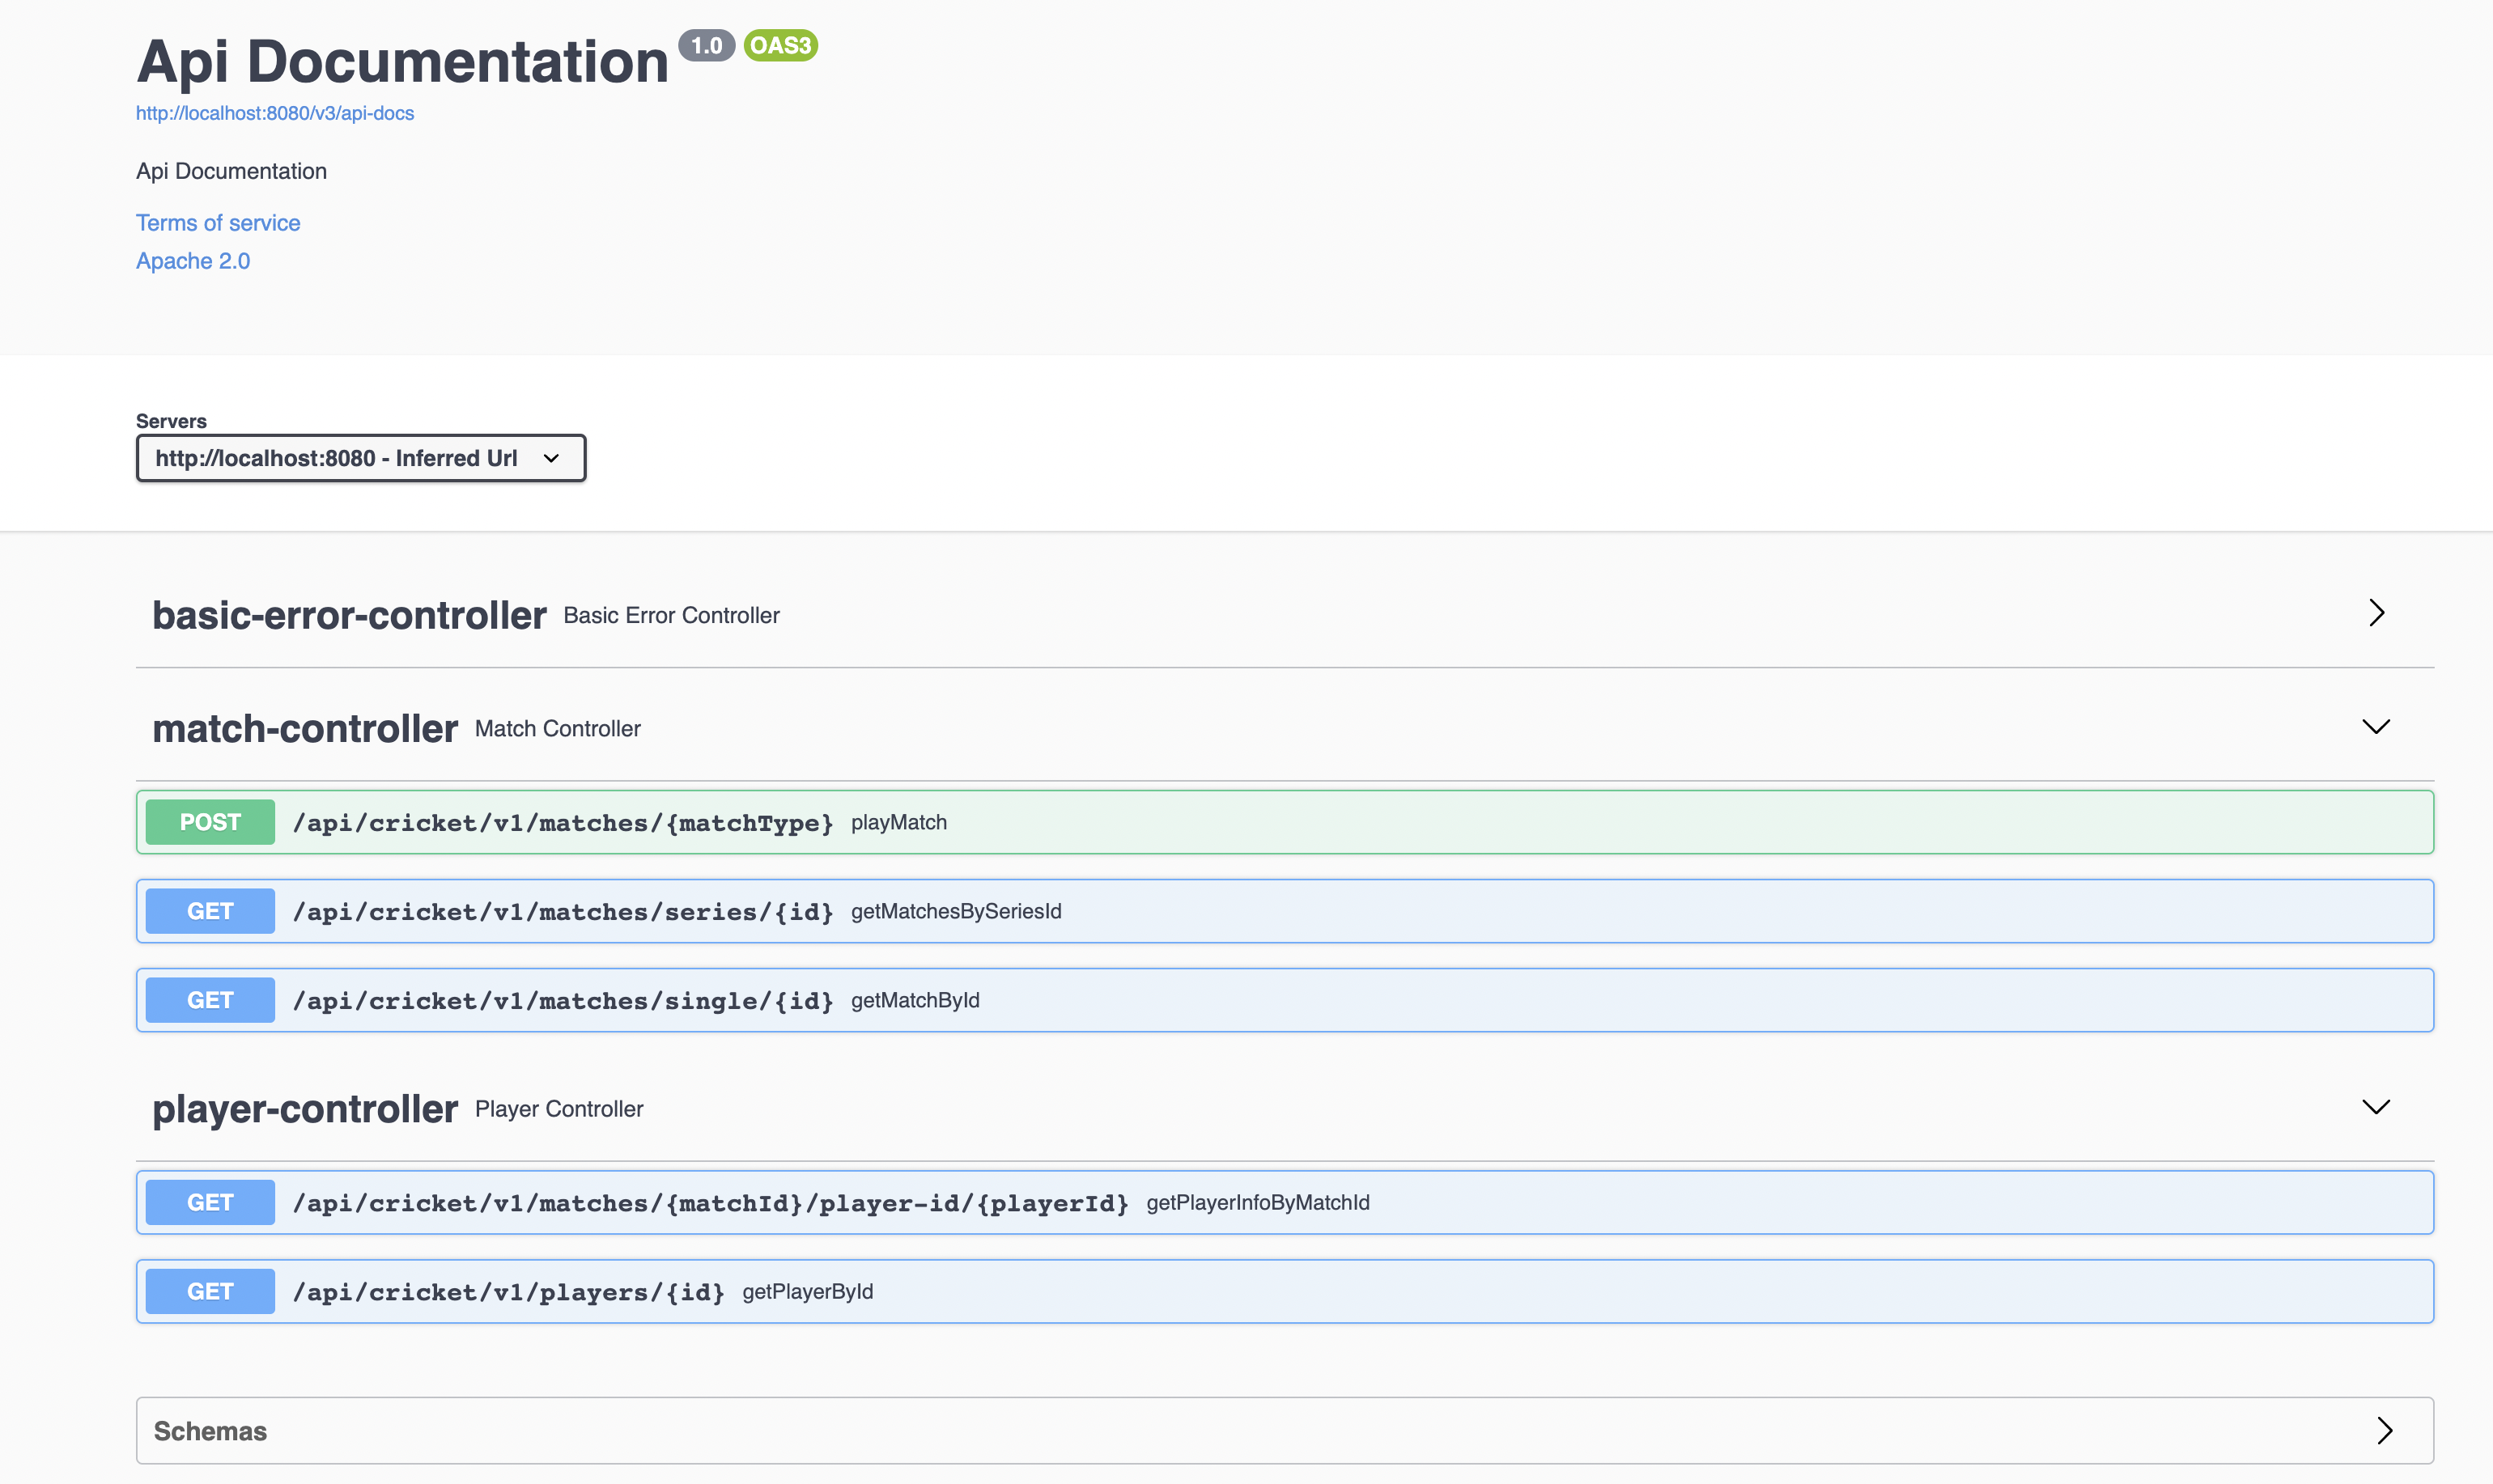 Api Documentation 1.0 OAS3
http://localhost:8080/v3/api-docs
Api Documentation
Terms of service
Apache 2.0
Servers
http://localhost:8080 - Inferred Url
basic-error-controller Basic Error Controller
match-controller Match Controller
POST /api/cricket/v1/matches/{matchType} playMatch
GET /api/cricket/v1/matches/series/{id} getMatchesBySeriesId
GET /api/cricket/v1/matches/single/{id} getMatchById
player-controller Player Controller
GET /api/cricket/v1/matches/{matchId}/player-id/{playerId} getPlayerInfoByMatchId
GET /api/cricket/v1/players/{id} getPlayerById
Schemas